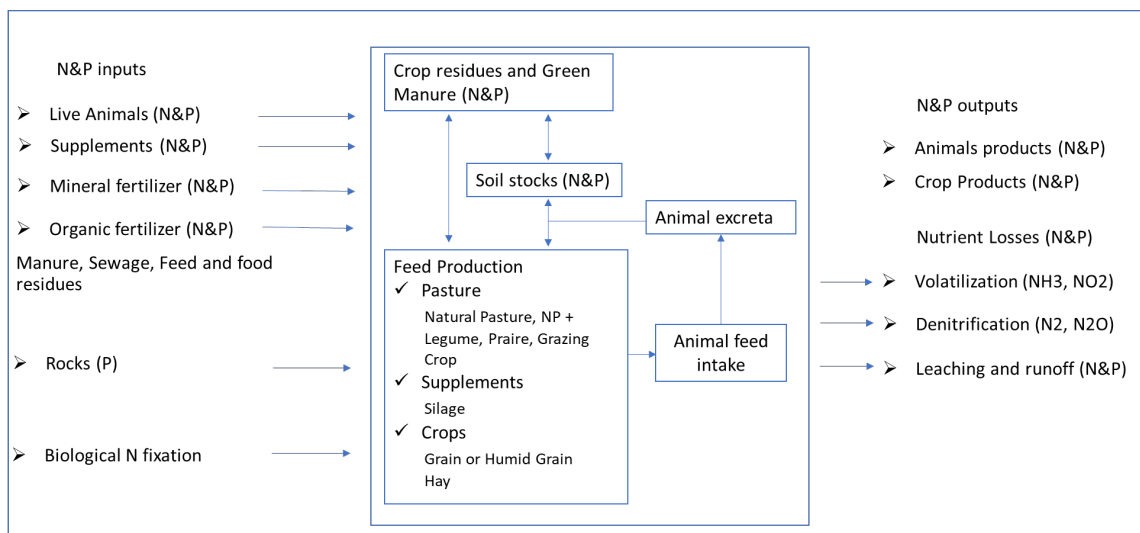 N&P inputs
➢ Live Animals (N&P)
➢ Supplements (N&P)
➢ Mineral fertilizer (N&P)
➢ Organic fertilizer (N&P)
Manure, Sewage, Feed and food
residues
➢ Rocks (P)
➢ Biological N fixation
Crop residues and Green
Manure (N&P)
Soil stocks (N&P)
Animal excreta
Feed Production
✓ Pasture
Natural Pasture, NP +
Legume, Praire, Grazing
Crop
✓ Supplements
Silage
✓ Crops
Grain or Humid Grain
Hay
Animal feed
intake
N&P outputs
➢ Animals products (N&P)
➢ Crop Products (N&P)
Nutrient Losses (N&P)
➢ Volatilization (NH3, NO2)
➢ Denitrification (N2, N2O)
➢ Leaching and runoff (N&P)